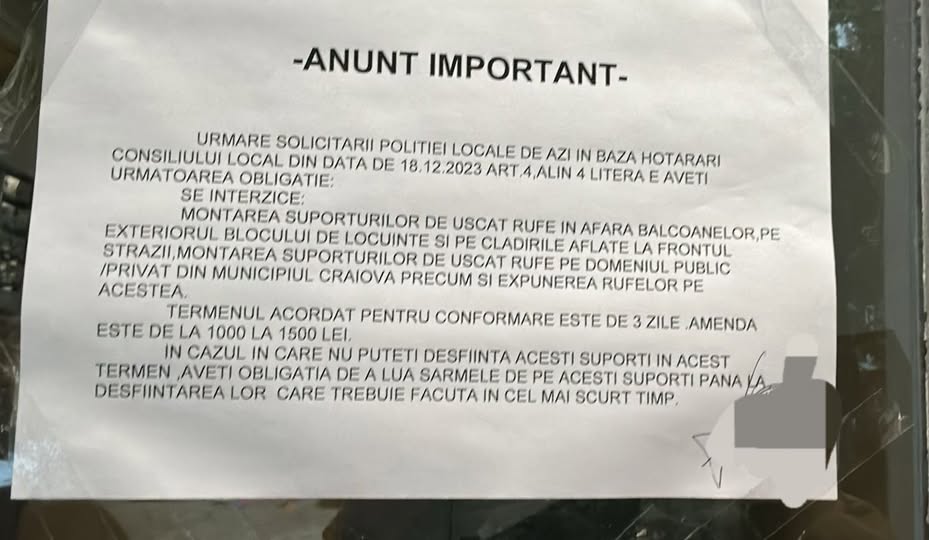 -ANUNT IMPORTANT-
URMARE SOLICITARII POLITIEI LOCALE DE AZI IN BAZA HOTARARI
CONSILIULUI LOCAL DIN DATA DE 18.12.2023 ART.4,ALIN 4 LITERA E AVETI
URMATOAREA OBLIGATIE:
SE INTERZICE:
MONTAREA SUPORTURILOR DE USCAT RUFE IN AFARA BALCOANELOR,PE
EXTERIORUL BLOCULUI DE LOCUINTE SI PE CLADIRILE AFLATE LA FRONTUL
STRAZII,MONTAREA SUPORTURILOR DE USCAT RUFE PE DOMENIUL PUBLIC
/PRIVAT DIN MUNICIPIUL CRAIOVA PRECUM SI EXPUNEREA RUFELOR PE
ACESTEA.
TERMENUL ACORDAT PENTRU CONFORMARE ESTE DE 3 ZILE .AMENDA
ESTE DE LA 1000 LA 1500 LEI.
IN CAZUL IN CARE NU PUTETI DESFIINTA ACESTI SUPORTI IN ACEST
TERMEN ,AVETI OBLIGATIA DE A LUA SARMELE DE PE ACESTI SUPORTI PANA LA
DESFIINTAREA LOR CARE TREBUIE FACUTA IN CEL MAI SCURT TIMP.